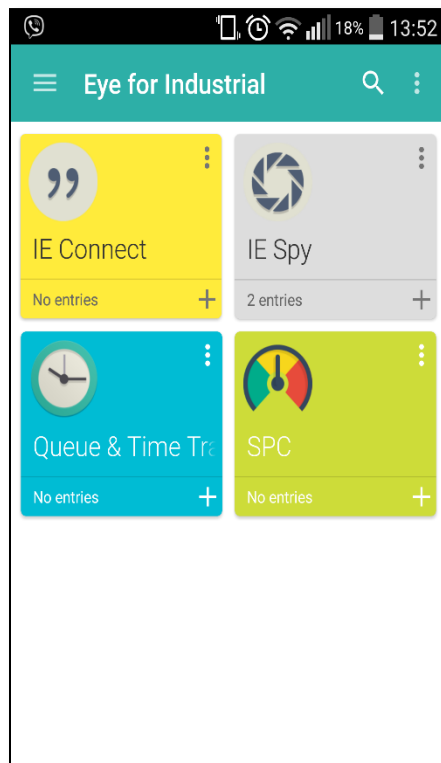 18% 13:52
Eye for Industrial
IE Connect
No entries
IE Spy
2 entries
Queue & Time Tra
No entries
SPC
No entries